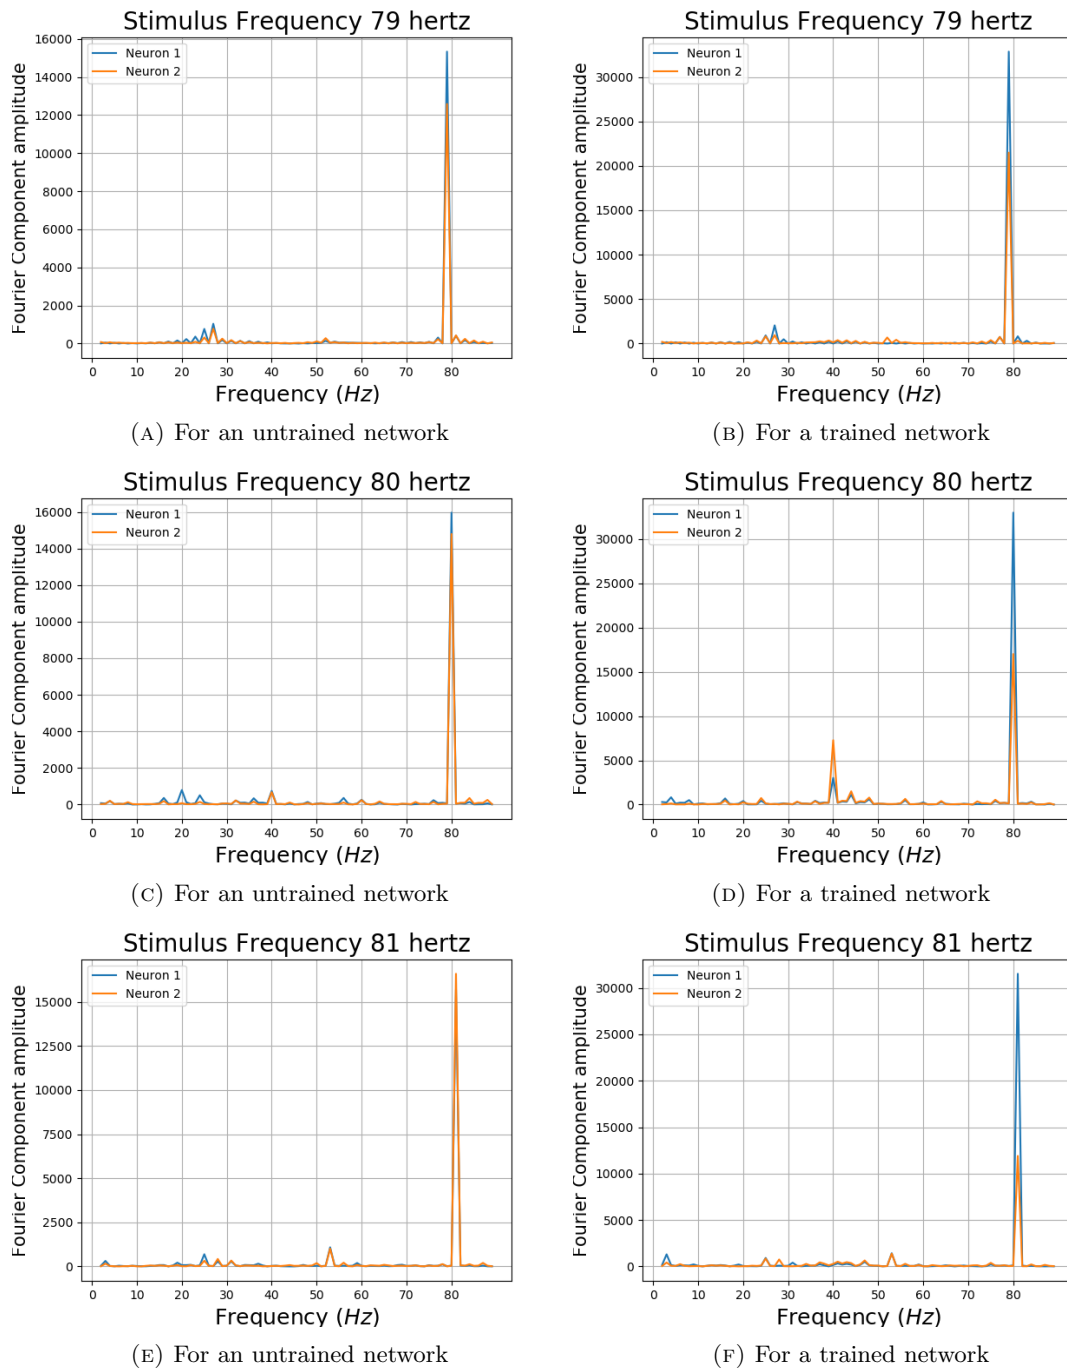 Stimulus Frequency 79 hertz
Fourier Component amplitude
16000
14000
12000
10000
8000
6000
4000
2000
0
Neuron 1
Neuron 2
0 10 20 30 40 50 60 70 80
Frequency (Hz)
(A) For an untrained network
Stimulus Frequency 79 hertz
Fourier Component amplitude
30000
25000
20000
15000
10000
5000
0
Neuron 1
Neuron 2
0 10 20 30 40 50 60 70 80
Frequency (Hz)
(B) For a trained network
Stimulus Frequency 80 hertz
Fourier Component amplitude
16000
14000
12000
10000
8000
6000
4000
2000
0
Neuron 1
Neuron 2
0 10 20 30 40 50 60 70 80
Frequency (Hz)
(C) For an untrained network
Stimulus Frequency 80 hertz
Fourier Component amplitude
30000
25000
20000
15000
10000
5000
0
Neuron 1
Neuron 2
0 10 20 30 40 50 60 70 80
Frequency (Hz)
(D) For a trained network
Stimulus Frequency 81 hertz
Fourier Component amplitude
15000
12500
10000
7500
5000
2500
0
Neuron 1
Neuron 2
0 10 20 30 40 50 60 70 80
Frequency (Hz)
(E) For an untrained network
Stimulus Frequency 81 hertz
Fourier Component amplitude
30000
25000
20000
15000
10000
5000
0
Neuron 1
Neuron 2
0 10 20 30 40 50 60 70 80
Frequency (Hz)
(F) For a trained network